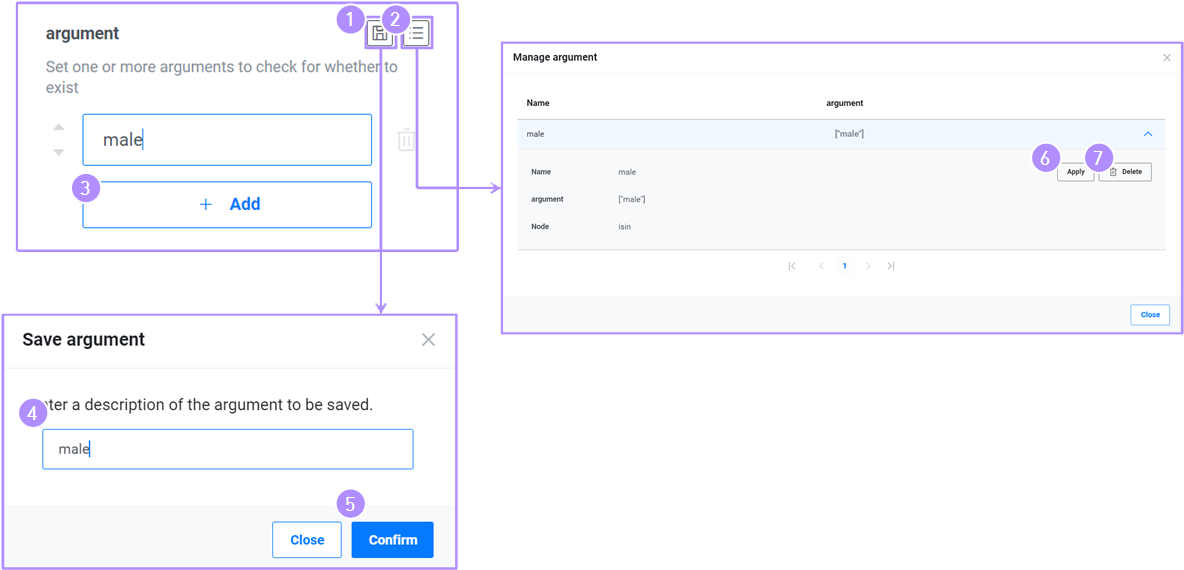 1
2
argument
Set one or more arguments to check for whether to
exist
male
3
+ Add
Save argument
4
ter a description of the argument to be saved.
male
5
Close
Confirm
Manage argument
Name argument
male ["male"]
6
7
Name male
Apply
Delete
argument ["male"]
Node isin
1
Close